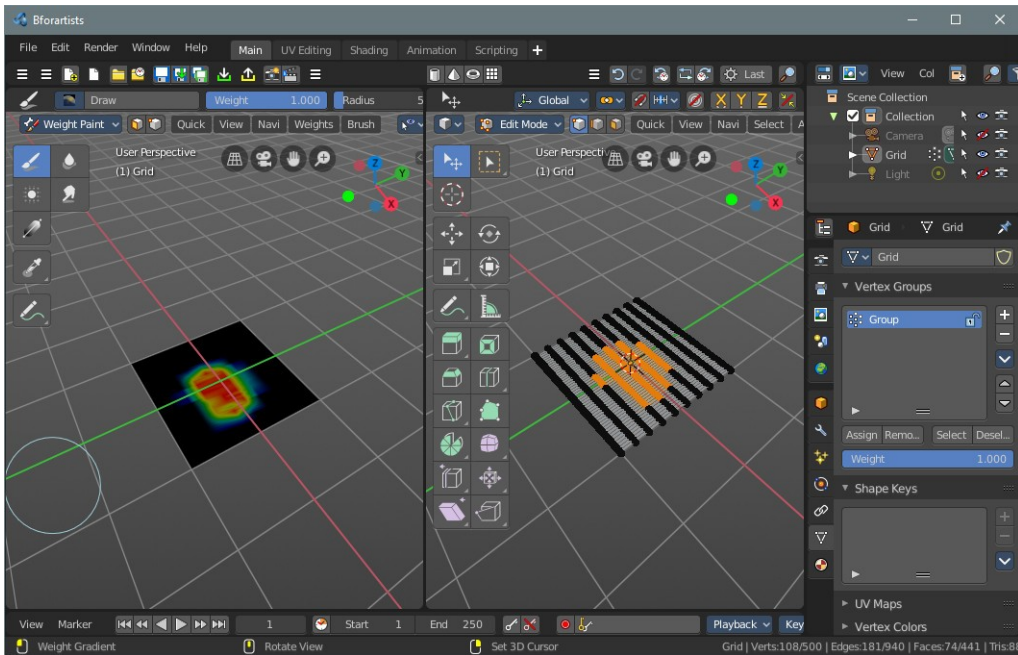 Bforartists
File Edit Render Window Help Main UV Editing Shading Animation Scripting +
Last View Col
Draw Weight 1.000 Radius 5 Global X Y Z Scene Collection
Weight Paint Quick View Navi Weights Brush Edit Mode Quick View Navi Select Collection
Camera
User Perspective User Perspecti
(1) Grid (1) Grid Grid
Z Y X Z Y X Light
Grid Grid
Grid
Vertex Groups
Group
Assign Remo... Select Desel...
Weight 1.000
Shape Keys
UV Maps
View Marker 1 Start 1 End 250 Playback Key Vertex Colors
Weight Gradient Rotate View Set 3D Cursor Grid | Verts:108/500 | Edges:181/940 | Faces:74/441 | Tris:88